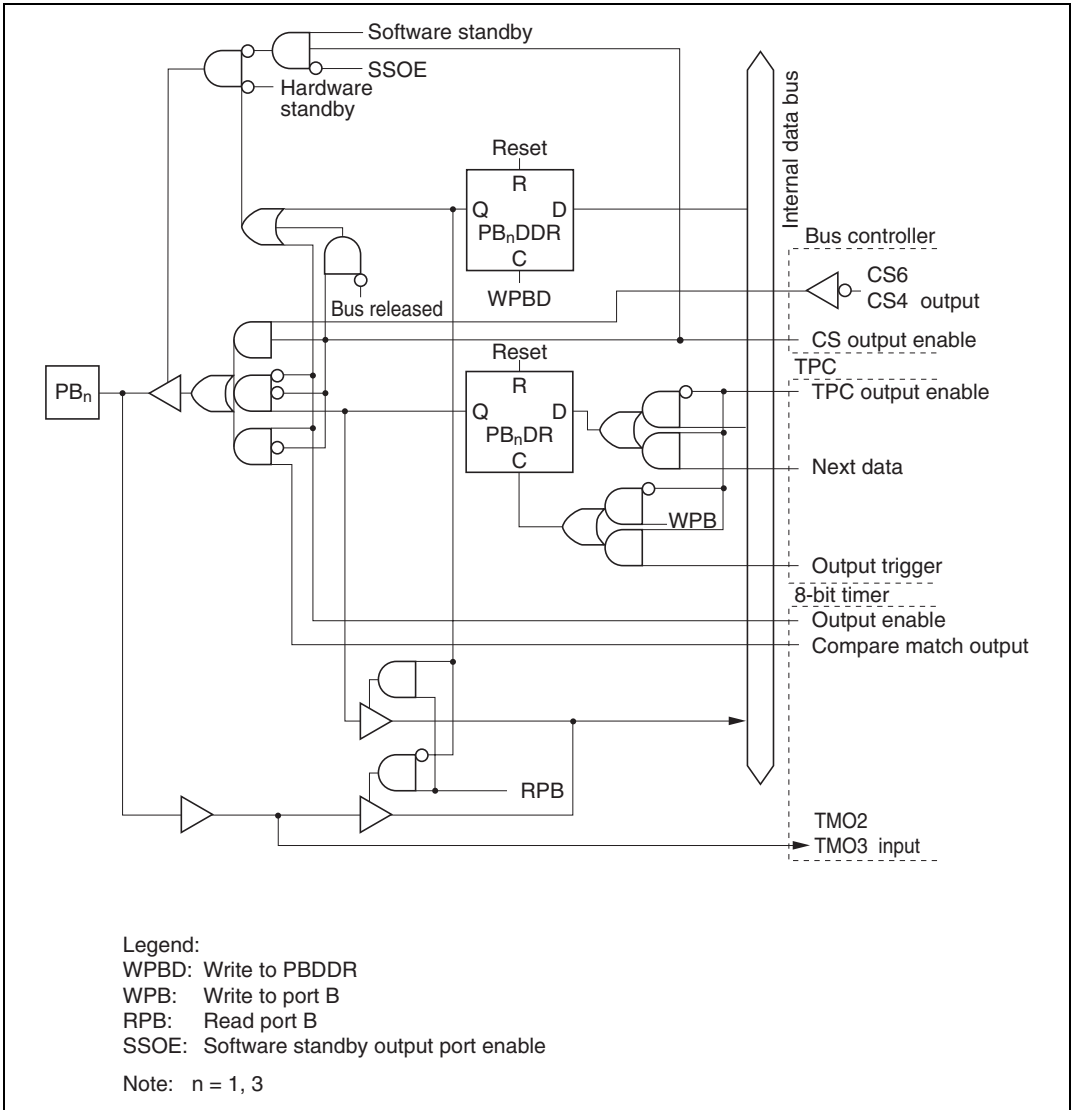 Software standby
SSOE
Hardware
standby
Internal data bus
Reset
R
Q D
PBnDDR
C
WPBD
Bus controller
CS6
CS4 output
Bus released
CS output enable
Reset
TPC
R
TPC output enable
PBn
Q D
PBnDR
C
Next data
WPB
Output trigger
8-bit timer
Output enable
Compare match output
RPB
TMO2
TMO3 input
Legend:
WPBD: Write to PBDDR
WPB: Write to port B
RPB: Read port B
SSOE: Software standby output port enable
Note: n = 1, 3